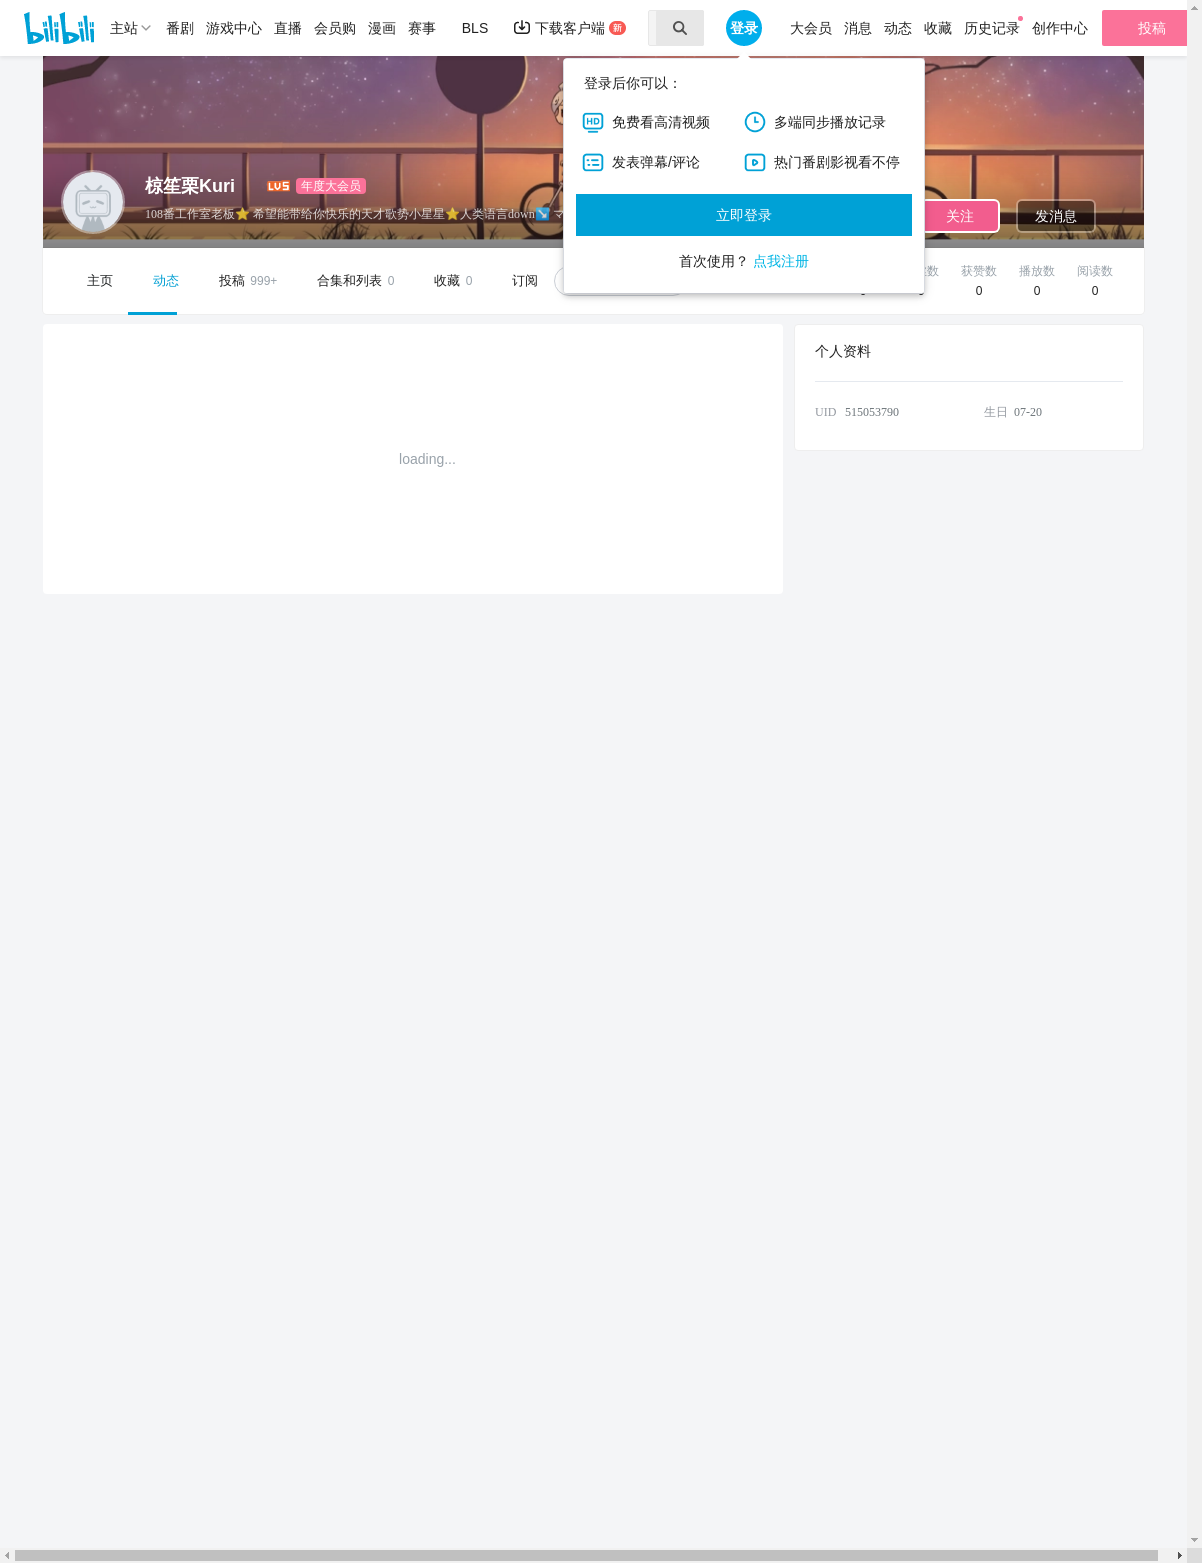 bilibili 主站 番剧 游戏中心 直播 会员购 漫画 赛事 BLS 下载客户端 新 登录 大会员 消息 动态 收藏 历史记录 创作中心 投稿
登录后你可以：
HD 免费看高清视频 多端同步播放记录
发表弹幕/评论 热门番剧影视看不停
立即登录
首次使用？ 点我注册
椋笙栗Kuri LV5 年度大会员
108番工作室老板⭐ 希望能带给你快乐的天才歌势小星星⭐人类语言down↘️ マ
关注 发消息
主页 动态 投稿 999+ 合集和列表 0 收藏 0 订阅
数 获赞数 播放数 阅读数
0 0 0
loading...
个人资料
UID 515053790 生日 07-20